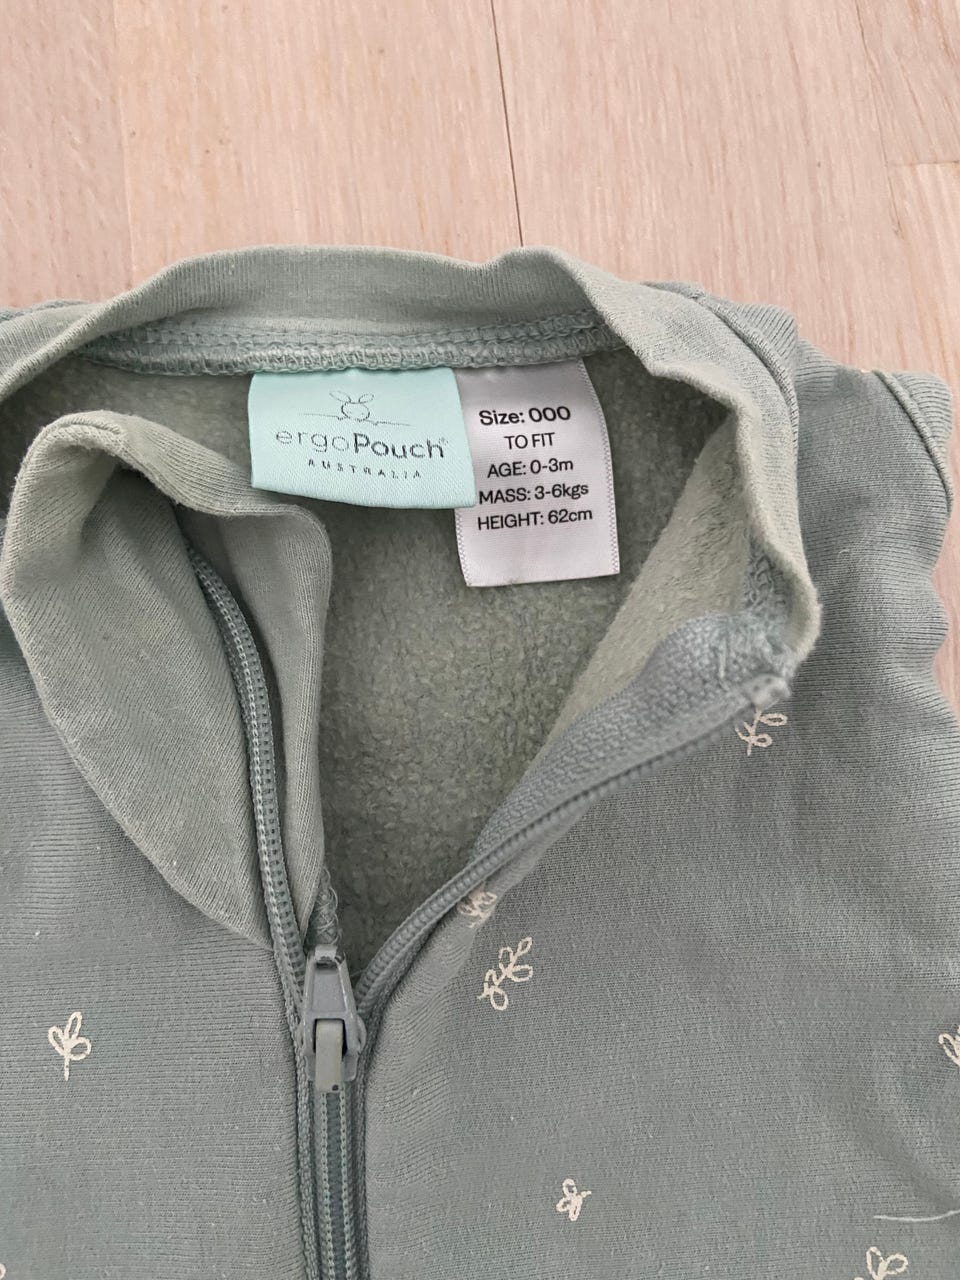 ergoPouch®
AUSTRALIA
Size: 000
TO FIT
AGE: 0-3m
MASS: 3-6kgs
HEIGHT: 62cm